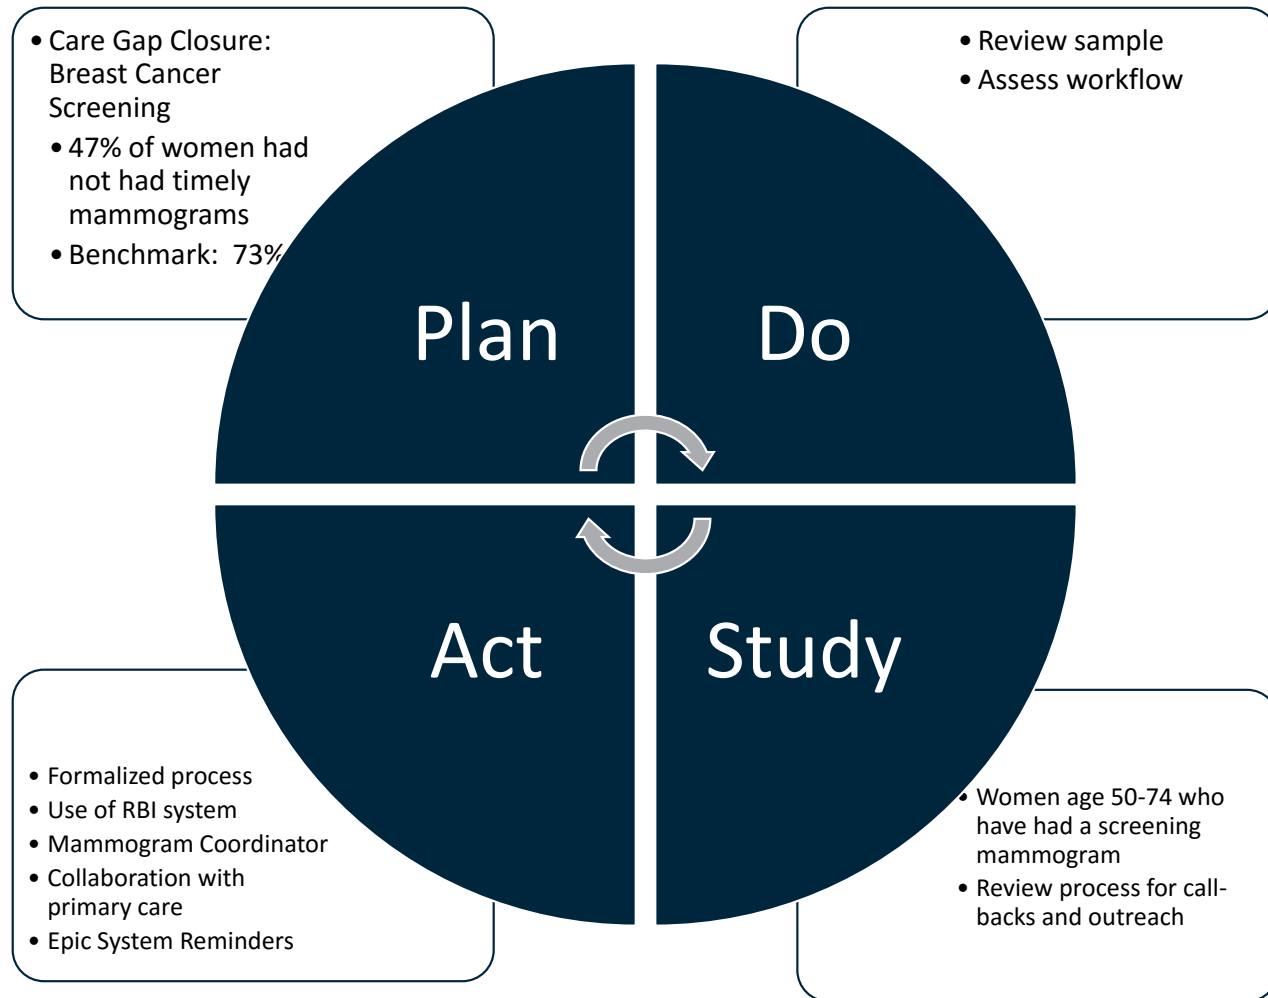 • Care Gap Closure:
Breast Cancer
Screening
• 47% of women had
not had timely
mammograms
• Benchmark:  73%
• Review sample
• Assess workflow
Plan
Do
Act
Study
• Formalized process
• Use of RBI system
• Mammogram Coordinator
• Collaboration with
primary care
• Epic System Reminders
• Women age 50-74 who
have had a screening
mammogram
• Review process for call-
backs and outreach